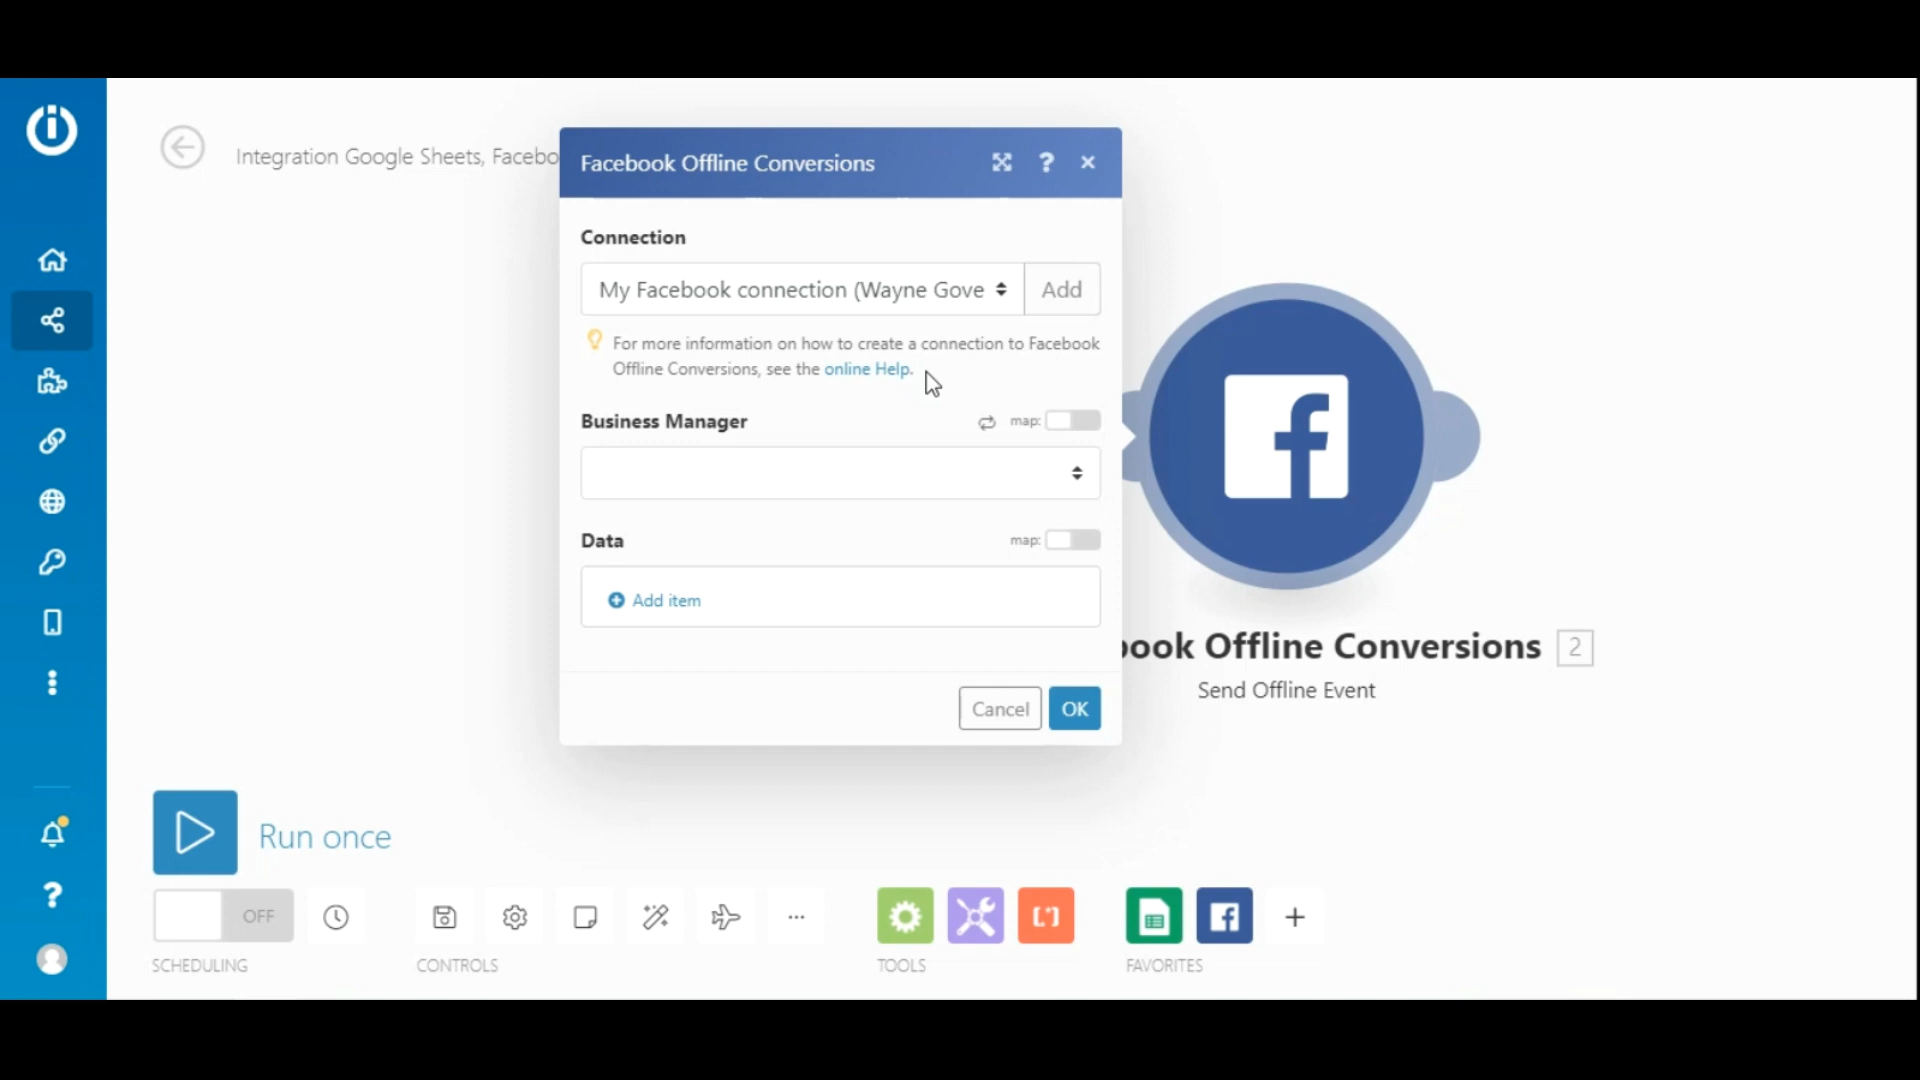 Integration Google Sheets, Facebo
Facebook Offline Conversions
?
Connection
My Facebook connection (Wayne Gove
Add
For more information on how to create a connection to Facebook
Offline Conversions, see the online Help.
Business Manager
map:
Data
map:
Add item
Cancel
OK
book Offline Conversions 2
Send Offline Event
Run once
OFF
SCHEDULING
CONTROLS
TOOLS
FAVORITES